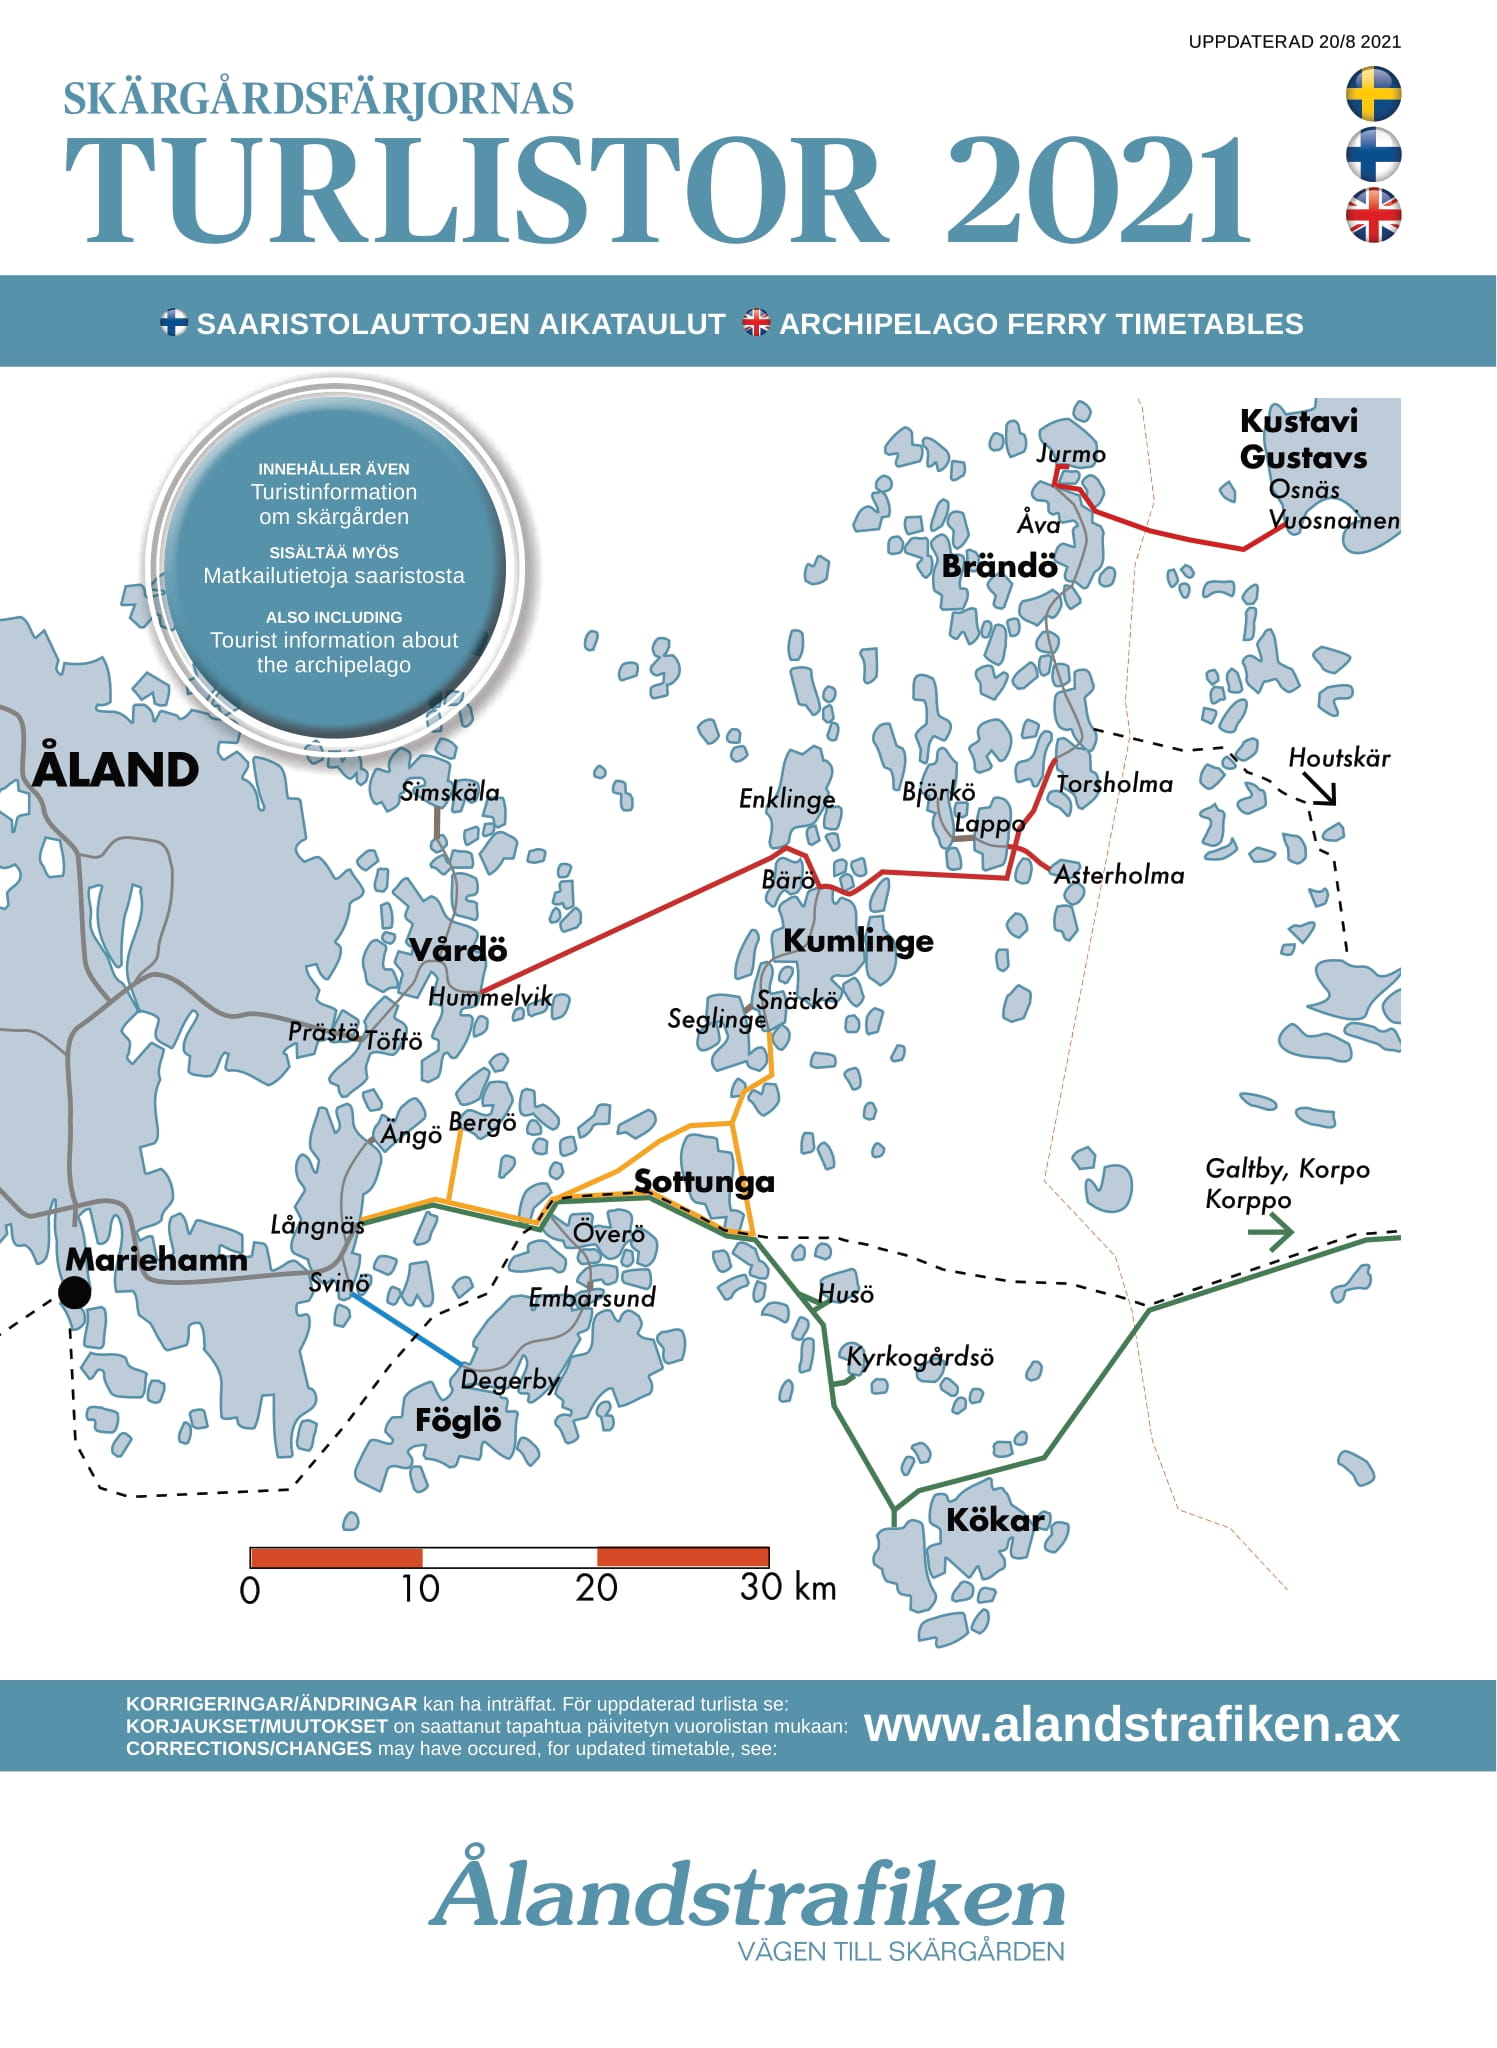 UPPDATERAD 20/8 2021
SKÄRGÅRDSFÄRJORNAS
TURLISTOR 2021
SAARISTOLAUTTOJEN AIKATAULUT
ARCHIPELAGO FERRY TIMETABLES
INNEHÅLLER ÄVEN
Turistinformation
om skärgården
SISÄLTÄÄ MYÖS
Matkailutietoja saaristosta
ALSO INCLUDING
Tourist information about
the archipelago
Kustavi
Gustavs
Osnäs
Vuosnainen
Jurmo
Åva
Brändö
ÅLAND
Simskäla
Enklinge
Björkö
Lappo
Torsholma
Houtskär
Bärö
Asterholma
Vårdö
Kumlinge
Hummelvik
Snäckö
Seglinge
Prästö
Töftö
Ängö
Bergö
Sottunga
Galtby, Korpo
Korppo
Långnäs
Överö
Mariehamn
Svinö
Embarsund
Husö
Kyrkogårdsö
Degerby
Föglö
Kökar
0
10
20
30 km
KORRIGERINGAR/ÄNDRINGAR kan ha inträffat. För uppdaterad turlista se:
KORJAUKSET/MUUTOKSET on saattanut tapahtua päivitetyn vuorolistan mukaan:
CORRECTIONS/CHANGES may have occured, for updated timetable, see:
www.alandstrafiken.ax
Ålandstrafiken
VÄGEN TILL SKÄRGÅRDEN